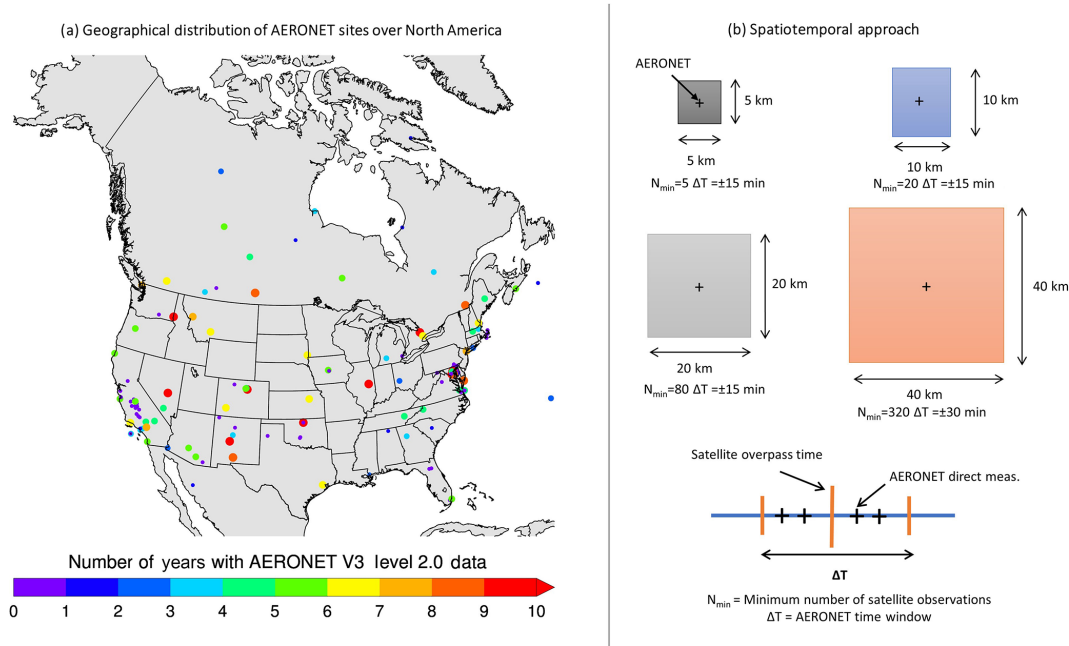 (a) Geographical distribution of AERONET sites over North America
Number of years with AERONET V3 level 2.0 data
0 1 2 3 4 5 6 7 8 9 10
(b) Spatiotemporal approach
AERONET
5 km
5 km
Nmin=5 ΔT =±15 min
10 km
10 km
Nmin=20 ΔT =±15 min
20 km
20 km
Nmin=80 ΔT =±15 min
40 km
40 km
Nmin=320 ΔT =±30 min
Satellite overpass time
AERONET direct meas.
ΔT
Nmin = Minimum number of satellite observations
ΔT = AERONET time window